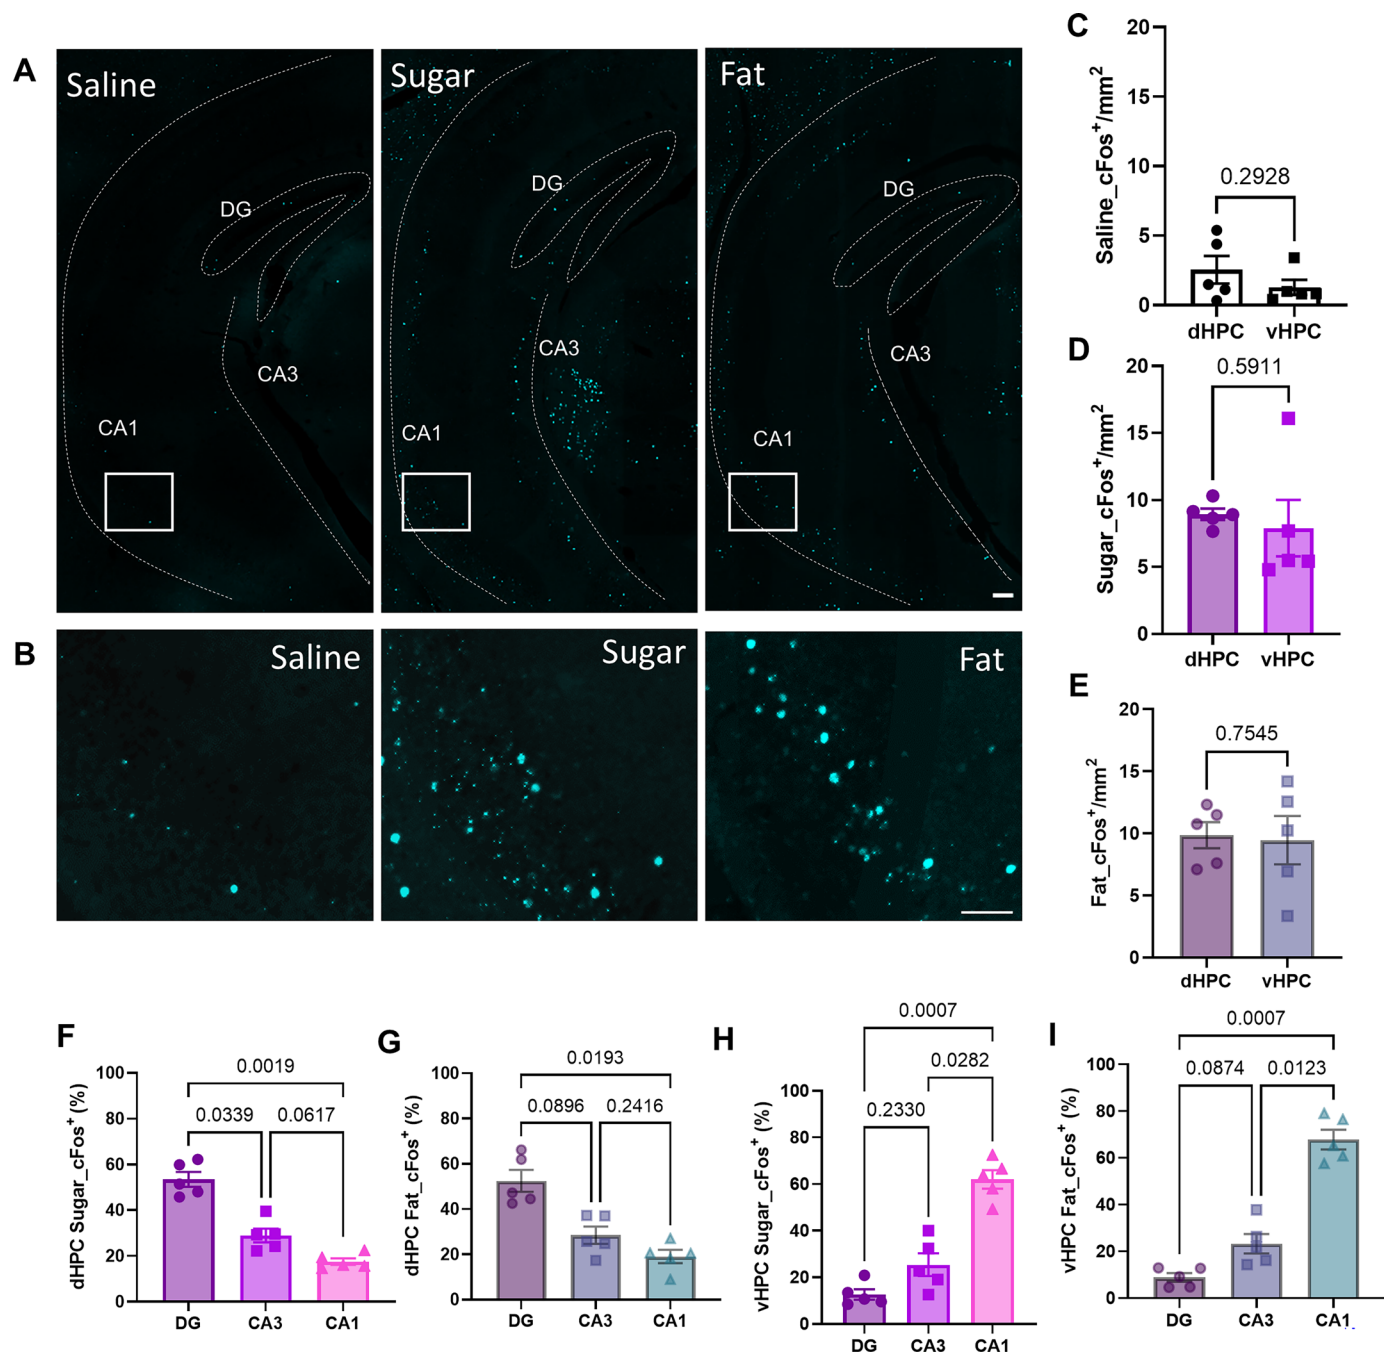 A
Saline
DG
CA3
CA1
Sugar
DG
CA3
CA1
Fat
DG
CA3
CA1
B
Saline
Sugar
Fat
C
Saline_cFos+/mm2
20
15
10
5
0
0.2928
dHPC vHPC
D
Sugar_cFos+/mm2
20
15
10
5
0
0.5911
dHPC vHPC
E
Fat_cFos+/mm2
20
15
10
5
0
0.7545
dHPC vHPC
F
dHPC Sugar_cFos+ (%)
100
80
60
40
20
0
0.0019
0.0339 0.0617
DG CA3 CA1
G
dHPC Fat_cFos+ (%)
100
80
60
40
20
0
0.0193
0.0896 0.2416
DG CA3 CA1
H
vHPC Sugar_cFos+ (%)
100
80
60
40
20
0
0.0007
0.0282
0.2330
DG CA3 CA1
I
vHPC Fat_cFos+ (%)
100
80
60
40
20
0
0.0007
0.0874 0.0123
DG CA3 CA1